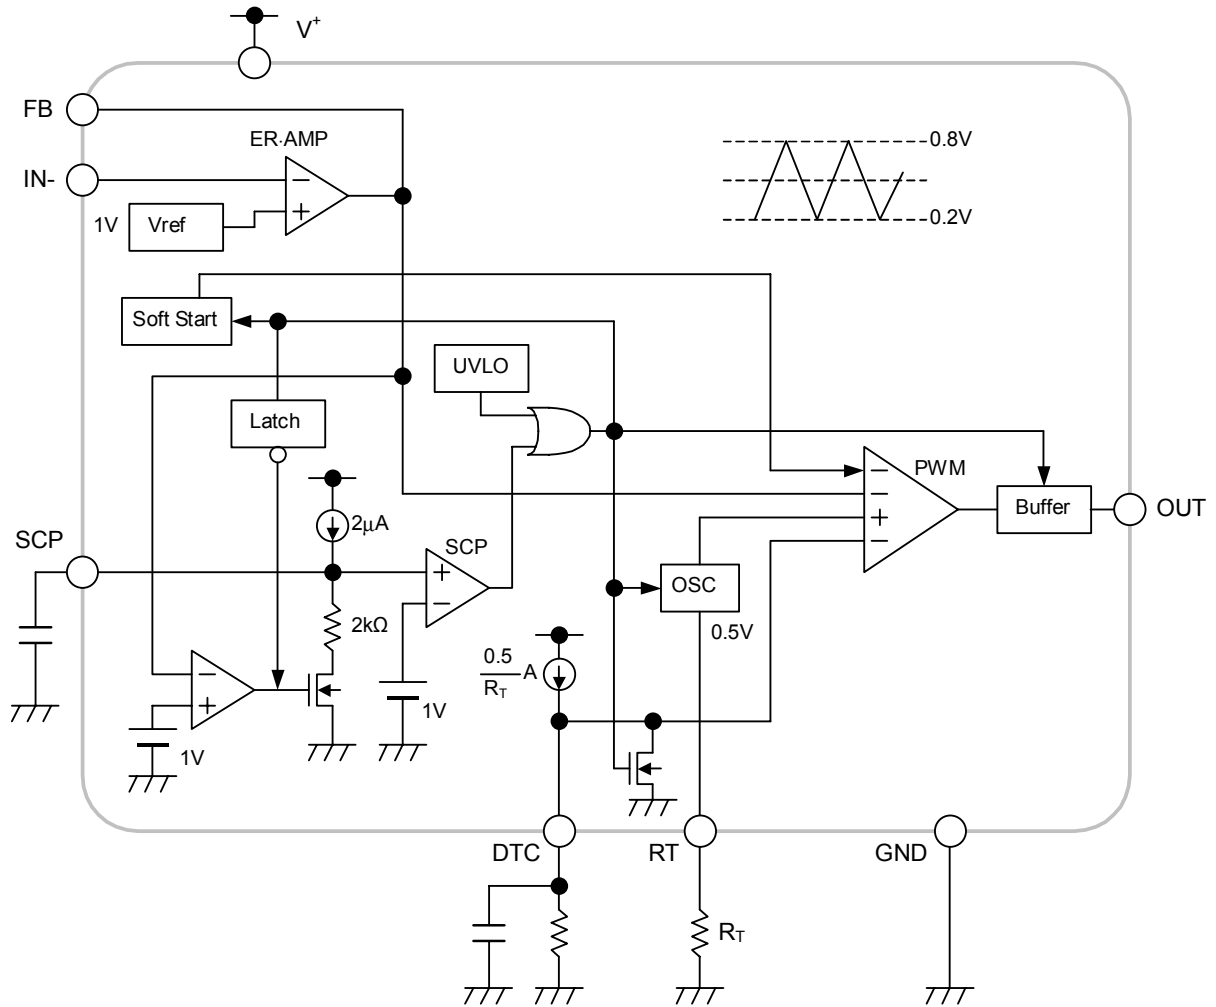 V+
FB
ER·AMP
0.8V
IN-
1V
Vref
0.2V
Soft Start
UVLO
Latch
PWM
Buffer
OUT
2μA
SCP
SCP
OSC
2kΩ
0.5V
0.5
RT
A
1V
1V
DTC
RT
GND
RT
−
+
−
+
+
−
−
−
+
−